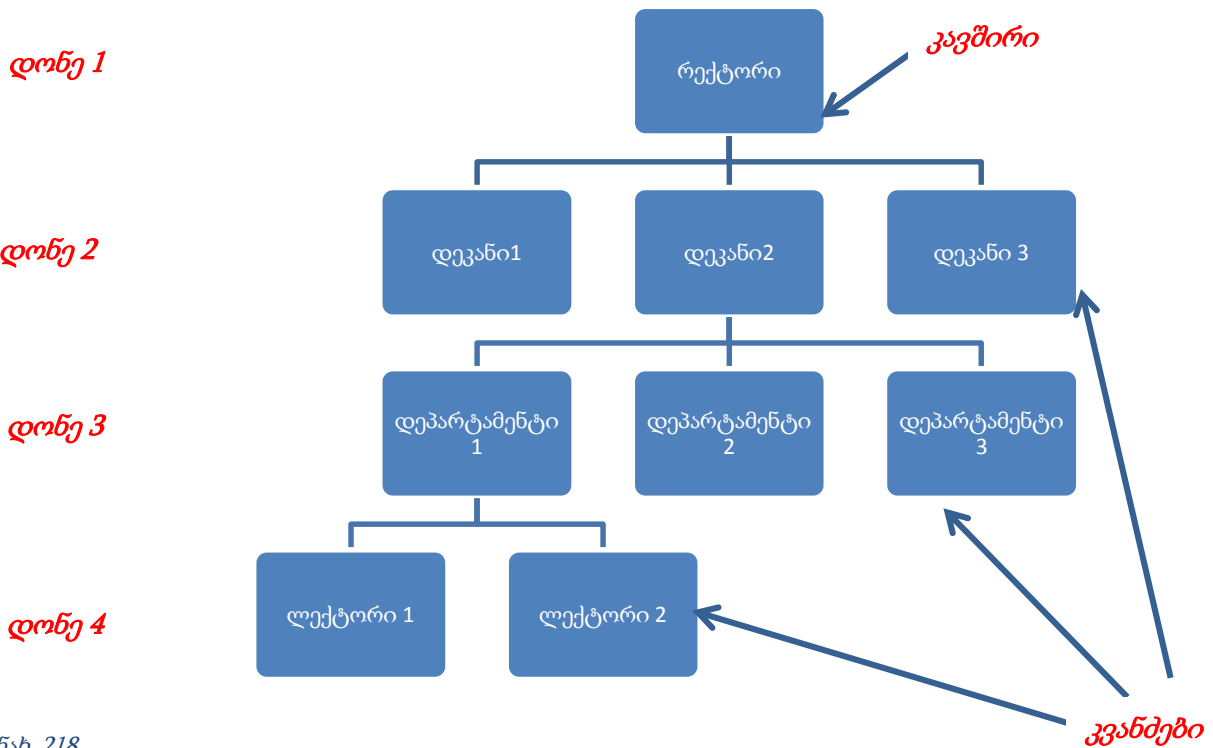 დონე 1
კავშირი
რექტორი
დონე 2
დეკანი1
დეკანი2
დეკანი 3
დონე 3
დეპარტამენტი
1
დეპარტამენტი
2
დეპარტამენტი
3
დონე 4
ლექტორი 1
ლექტორი 2
კვანძები
218